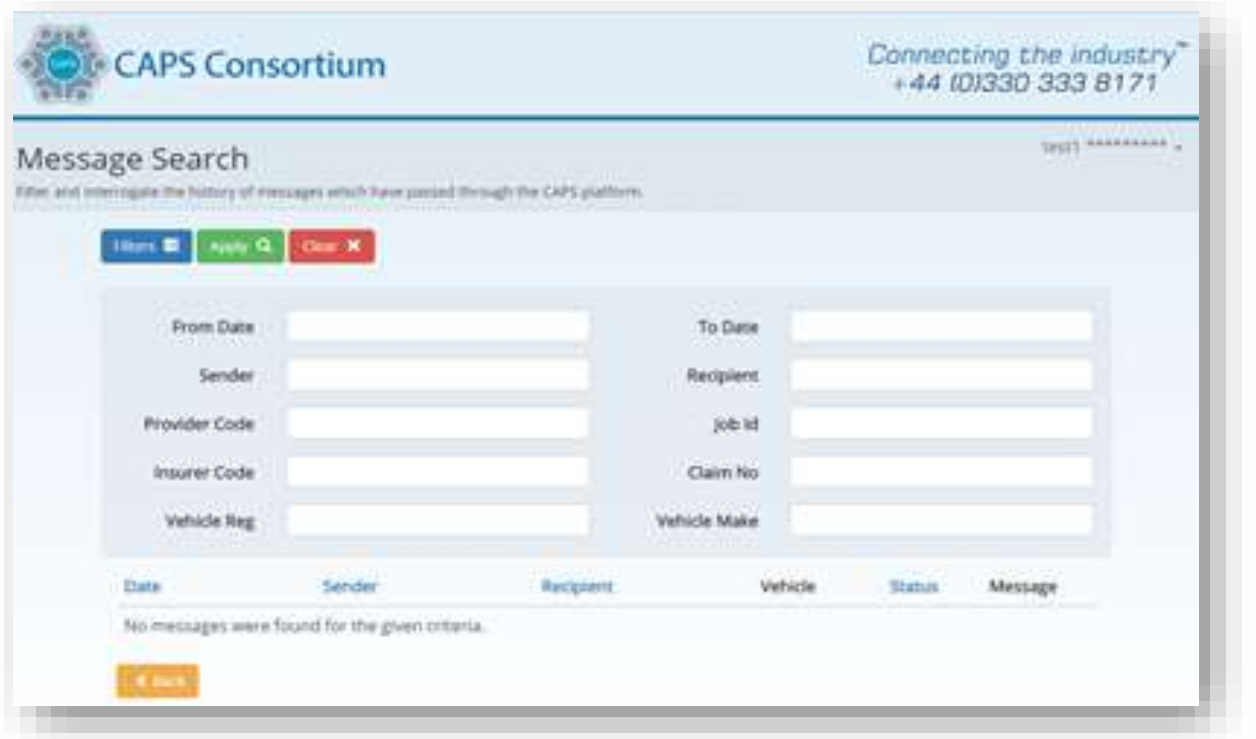 CAPS Consortium
Connecting the industry™
+44 (0)330 333 8171
test1 ********* 
Message Search
Filter and interrogate the history of messages which have passed through the CAPS platform.
Filters Apply Clear
From Date To Date
Sender Recipient
Provider Code Job Id
Insurer Code Claim No
Vehicle Reg Vehicle Make
Date Sender Recipient Vehicle Status Message
No messages were found for the given criteria.
Back